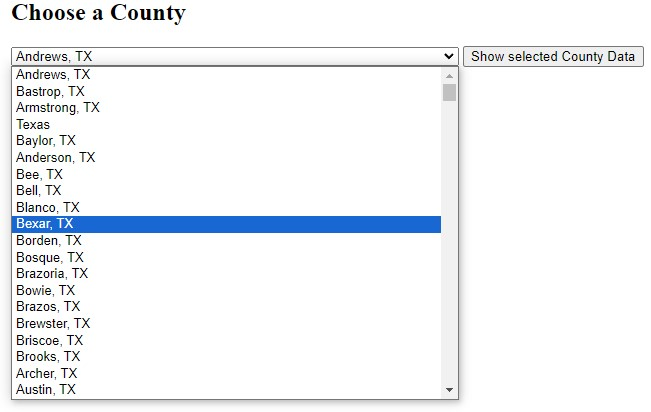 Choose a County
Andrews, TX Show selected County Data
Andrews, TX
Bastrop, TX
Armstrong, TX
Texas
Baylor, TX
Anderson, TX
Bee, TX
Bell, TX
Blanco, TX
Bexar, TX
Borden, TX
Bosque, TX
Brazoria, TX
Bowie, TX
Brazos, TX
Brewster, TX
Briscoe, TX
Brooks, TX
Archer, TX
Austin, TX